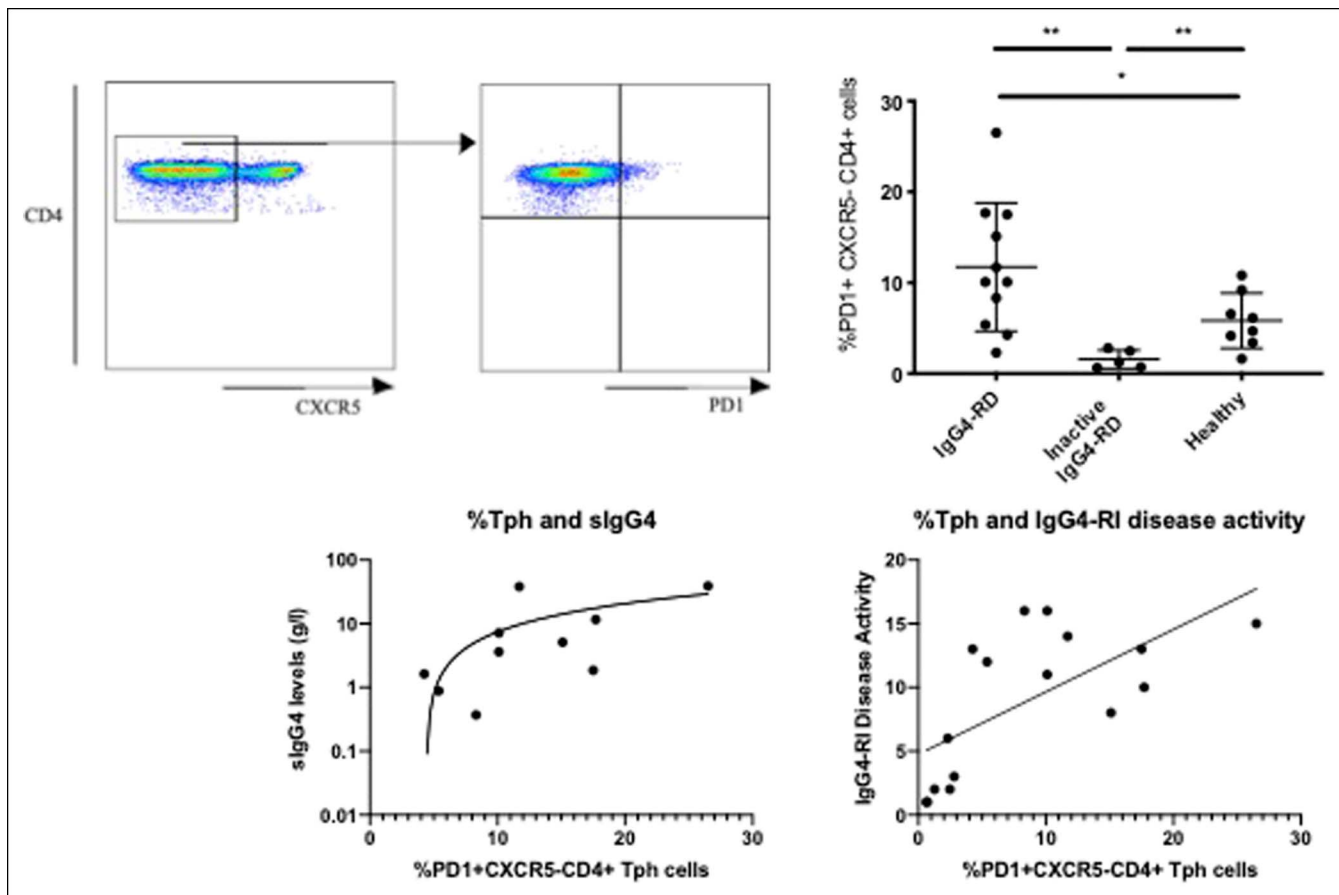 CD4
CXCR5
PD1
** **
*
%PD1+ CXCR5- CD4+ cells
30
20
10
0
IgG4-RD
Inactive
IgG4-RD
Healthy
%Tph and sIgG4
sIgG4 levels (g/l)
100
10
1
0.1
0.01
0 10 20 30
%PD1+CXCR5-CD4+ Tph cells
%Tph and IgG4-RI disease activity
IgG4-RI Disease Activity
20
15
10
5
0
0 10 20 30
%PD1+CXCR5-CD4+ Tph cells